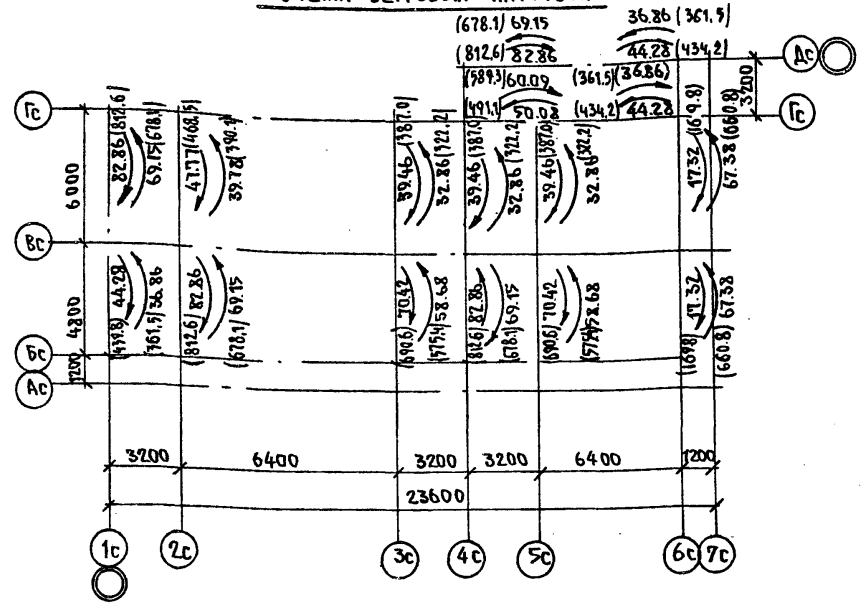 (678.1) 69.15 36.86 (361.5)
(812.6) 82.86 44.28 (434.2) Дс
(589.3) 60.09 (361.5) (36.86)
(491.1) 50.08 (434.2) 44.28
3200
Гс
Гс
82.86 (812.6)
69.15 (678.1)
47.77 (468.5)
39.78 (390.1)
39.46 (387.0)
32.86 (322.2)
39.46 (387.0)
32.86 (322.2)
39.46 (387.0)
32.86 (322.2)
17.32 (169.8)
67.38 (660.8)
6000
Вс
(439.8) 44.28
(361.5) 36.86
(812.6) 82.86
(678.1) 69.15
(690.6) 70.42
(575.4) 58.68
(812.6) 82.86
(678.1) 69.15
(690.6) 70.42
(575.4) 58.68
(169.8) 17.32
(660.8) 67.38
4800
Бс
1200
Ас
3200 6400 3200 3200 6400 1200
23600
1с 2с 3с 4с 5с 6с 7с